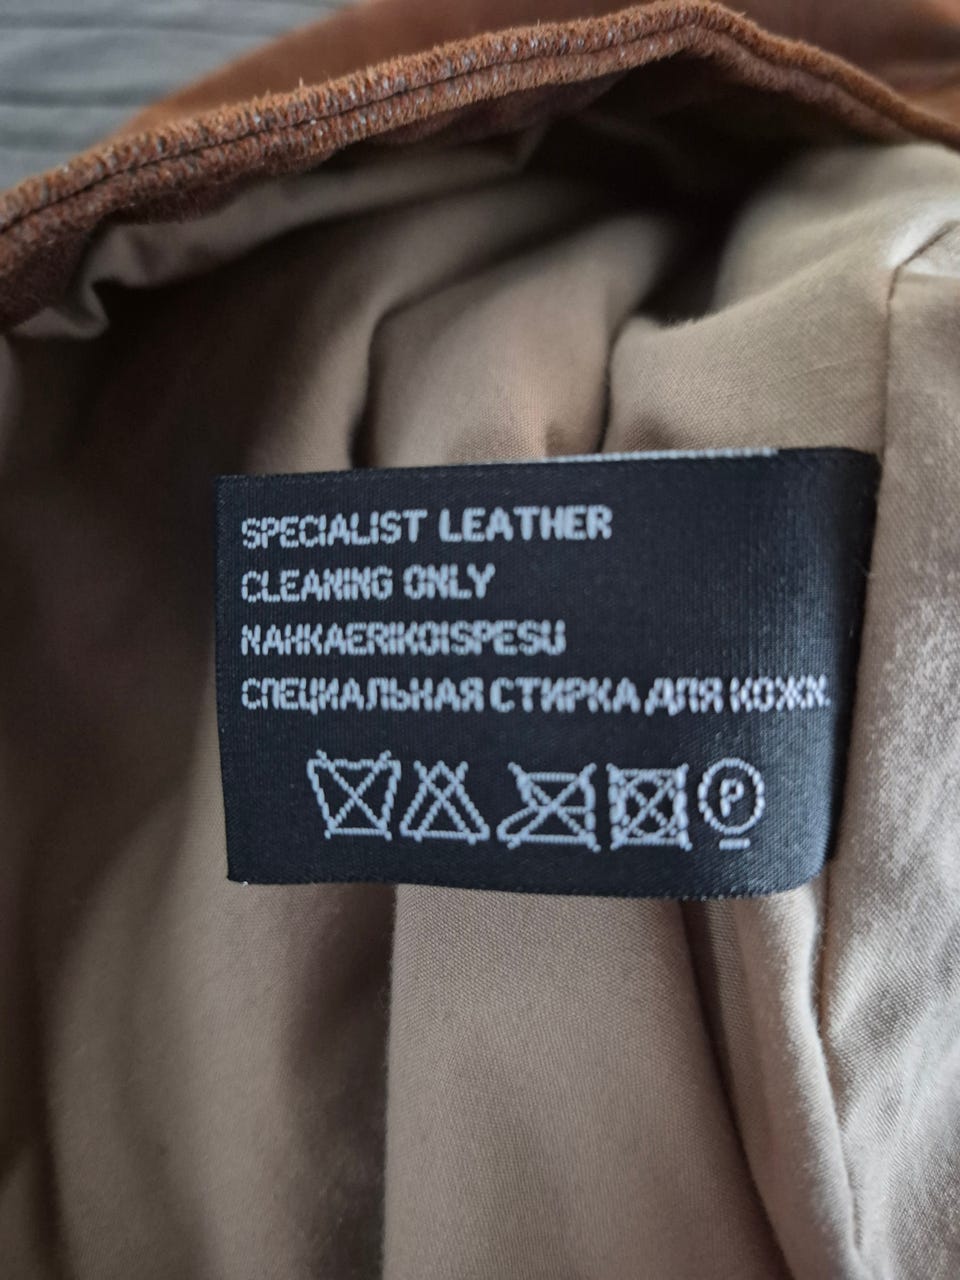 SPECIALIST LEATHER
CLEANING ONLY
NAHKAERIKOISPESU
СПЕЦИАЛЬНАЯ СТИРКА ДЛЯ КОЖИ.
P